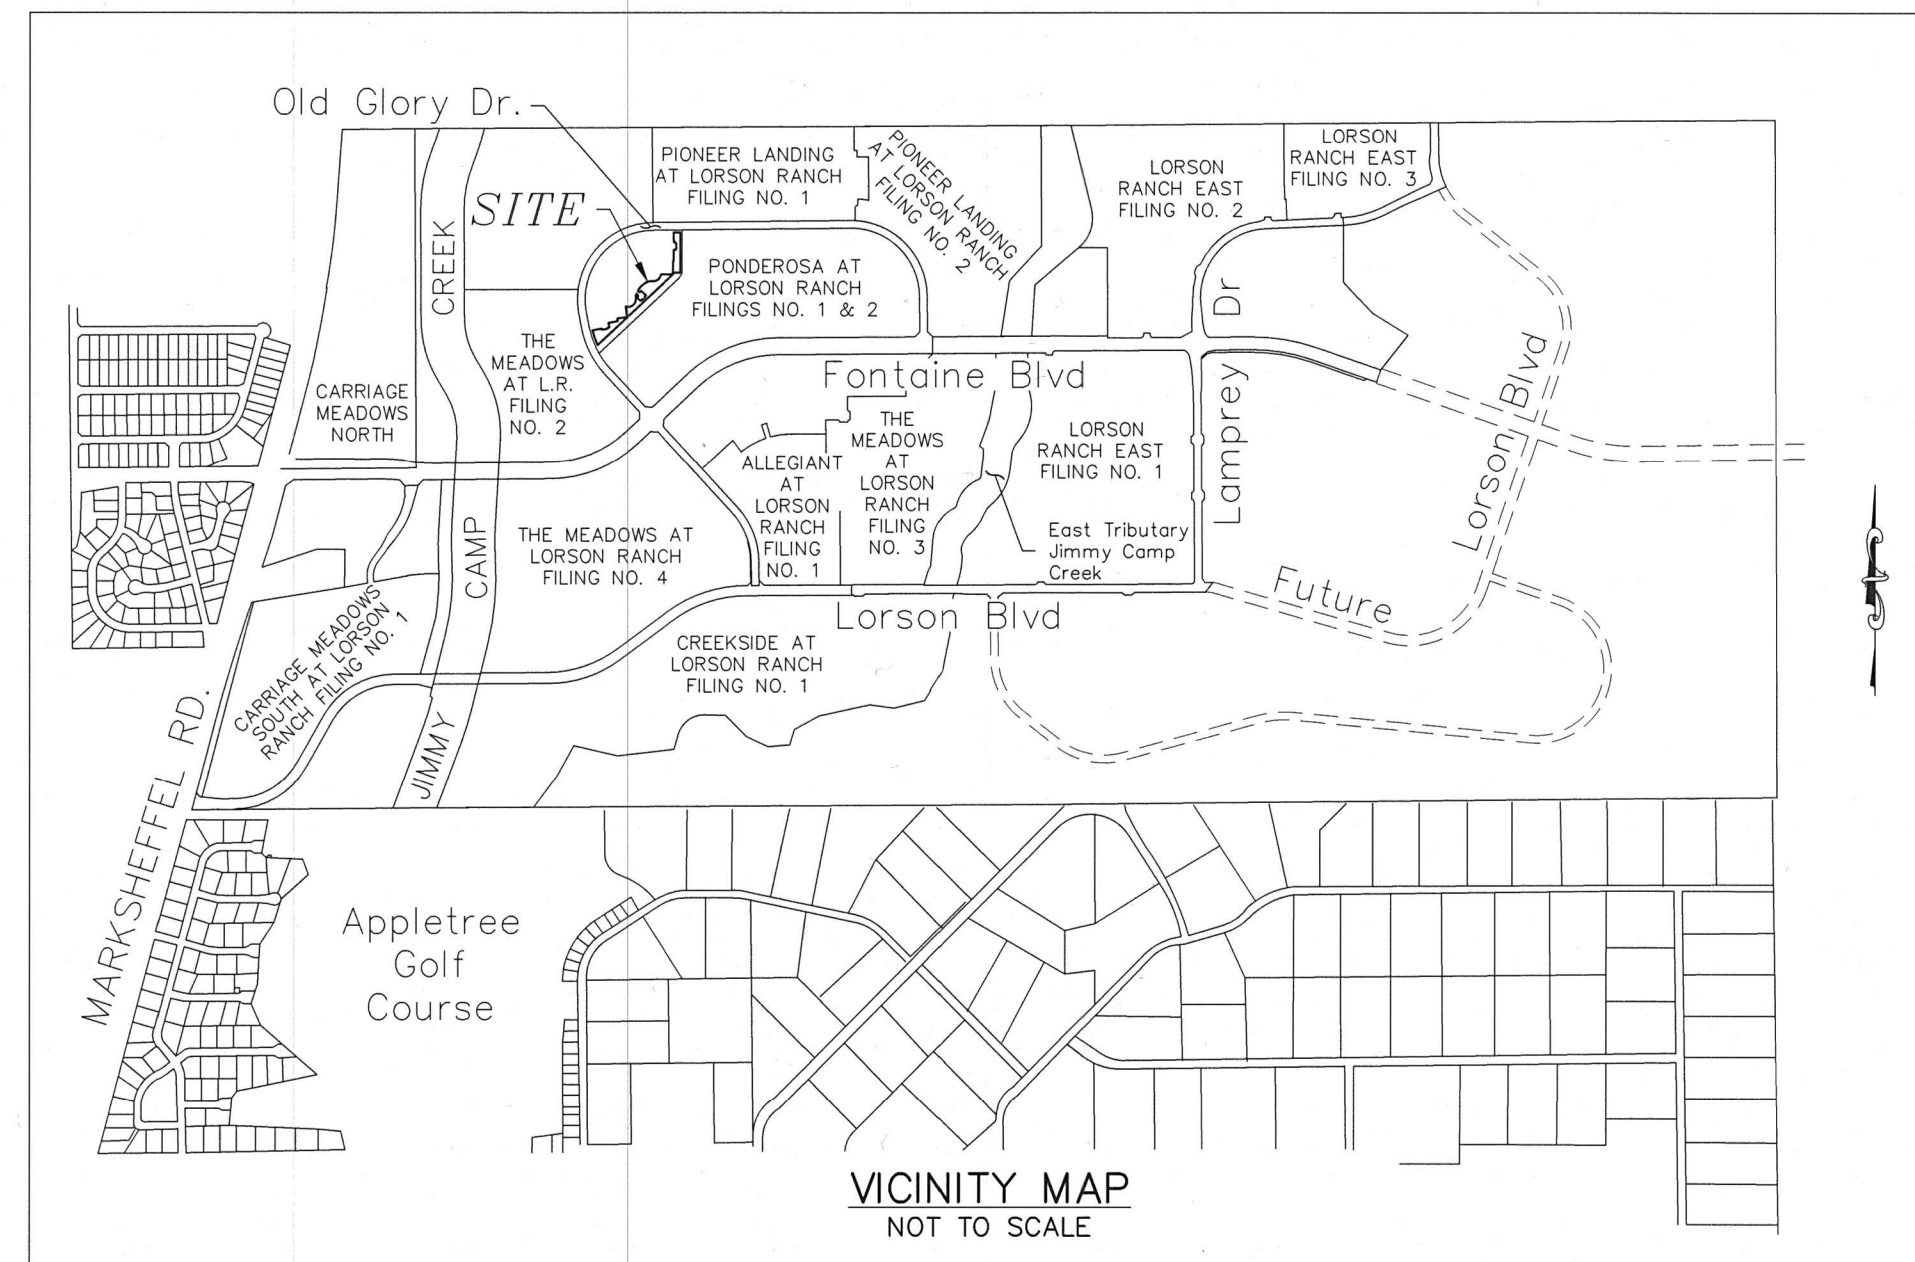 Old Glory Dr.
SITE
PIONEER LANDING
AT LORSON RANCH
FILING NO. 1
PIONEER LANDING
AT LORSON RANCH
FILING NO. 2
LORSON
RANCH EAST
FILING NO. 2
LORSON
RANCH EAST
FILING NO. 3
PONDEROSA AT
LORSON RANCH
FILINGS NO. 1 & 2
THE
MEADOWS
AT L.R.
FILING
NO. 2
CARRIAGE
MEADOWS
NORTH
JIMMY CAMP CREEK
Fontaine Blvd
Lamprey Dr
Lorson Blvd
ALLEGIANT
AT
LORSON
RANCH
FILING
NO. 1
THE
MEADOWS
AT
LORSON
RANCH
FILING
NO. 3
LORSON
RANCH EAST
FILING NO. 1
East Tributary
Jimmy Camp
Creek
THE MEADOWS AT
LORSON RANCH
FILING NO. 4
Future
Lorson Blvd
CARRIAGE MEADOWS
SOUTH AT LORSON
RANCH FILING NO. 1
CREEKSIDE AT
LORSON RANCH
FILING NO. 1
MARKSHEFFEL RD.
Appletree
Golf
Course
VICINITY MAP
NOT TO SCALE